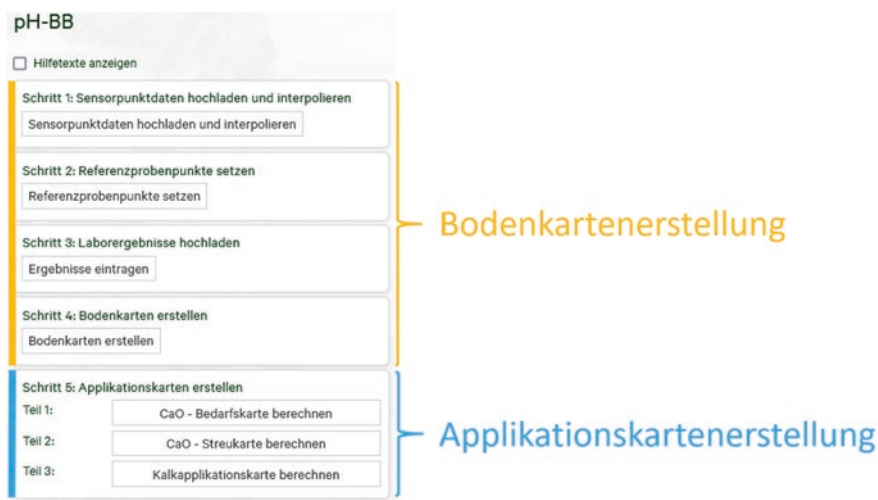 pH-BB
Hilfetexte anzeigen
Schritt 1: Sensorpunktdaten hochladen und interpolieren
Sensorpunktdaten hochladen und interpolieren
Schritt 2: Referenzprobenpunkte setzen
Referenzprobenpunkte setzen
Schritt 3: Laborergebnisse hochladen
Ergebnisse eintragen
Schritt 4: Bodenkarten erstellen
Bodenkarten erstellen
Bodenkartenerstellung
Schritt 5: Applikationskarten erstellen
Teil 1: CaO - Bedarfskarte berechnen
Teil 2: CaO - Streukarte berechnen
Teil 3: Kalkapplikationskarte berechnen
Applikationskartenerstellung